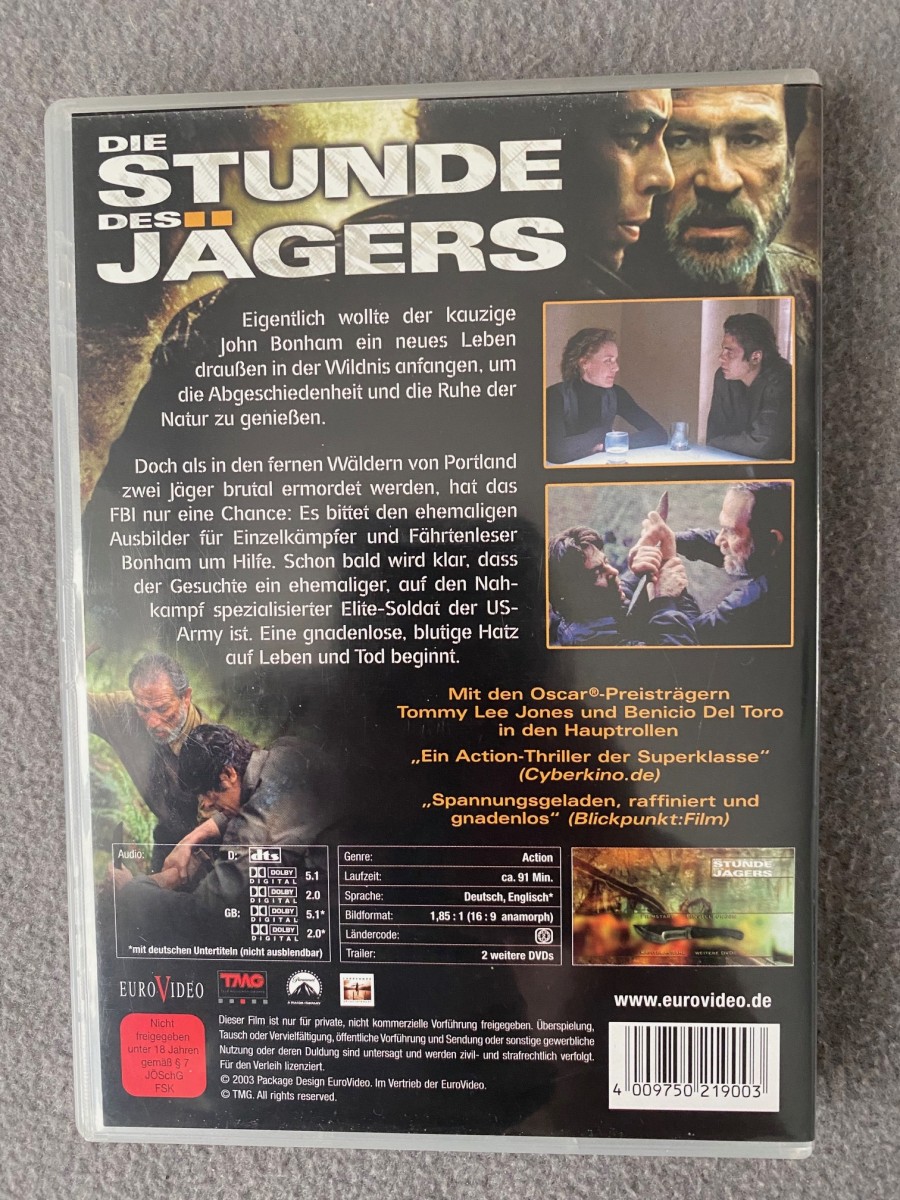 DIE
STUNDE
DES
JÄGERS
Eigentlich wollte der kauzige
John Bonham ein neues Leben
draußen in der Wildnis anfangen, um
die Abgeschiedenheit und die Ruhe der
Natur zu genießen.
Doch als in den fernen Wäldern von Portland
zwei Jäger brutal ermordet werden, hat das
FBI nur eine Chance: Es bittet den ehemaligen
Ausbilder für Einzelkämpfer und Fährtenleser
Bonham um Hilfe. Schon bald wird klar, dass
der Gesuchte ein ehemaliger, auf den Nah-
kampf spezialisierter Elite-Soldat der US-
Army ist. Eine gnadenlose, blutige Hatz
auf Leben und Tod beginnt.
Mit den Oscar®-Preisträgern
Tommy Lee Jones und Benicio Del Toro
in den Hauptrollen
„Ein Action-Thriller der Superklasse“
(Cyberkino.de)
„Spannungsgeladen, raffiniert und
gnadenlos“ (Blickpunkt:Film)
Audio: D: dts
DOLBY DIGITAL 5.1
DOLBY DIGITAL 2.0
GB: DOLBY DIGITAL 5.1*
DOLBY DIGITAL 2.0*
*mit deutschen Untertiteln (nicht ausblendbar)
Genre: Action
Laufzeit: ca. 91 Min.
Sprache: Deutsch, Englisch*
Bildformat: 1,85 : 1 (16 : 9 anamorph)
Ländercode:
Trailer: 2 weitere DVDs
STUNDE
JÄGERS
WEITERE DVDS
EUROVIDEO
TMG
Paramount
www.eurovideo.de
Nicht
freigegeben
unter 18 Jahren
gemäß § 7
JÖSchG
FSK
Dieser Film ist nur für private, nicht kommerzielle Vorführung freigegeben. Überspielung,
Tausch oder Vervielfältigung, öffentliche Vorführung und Sendung oder sonstige gewerbliche
Nutzung oder deren Duldung sind untersagt und werden zivil- und strafrechtlich verfolgt.
Für den Verleih lizenziert.
© 2003 Package Design EuroVideo. Im Vertrieb der EuroVideo.
© TMG. All rights reserved.
4 009750 219003